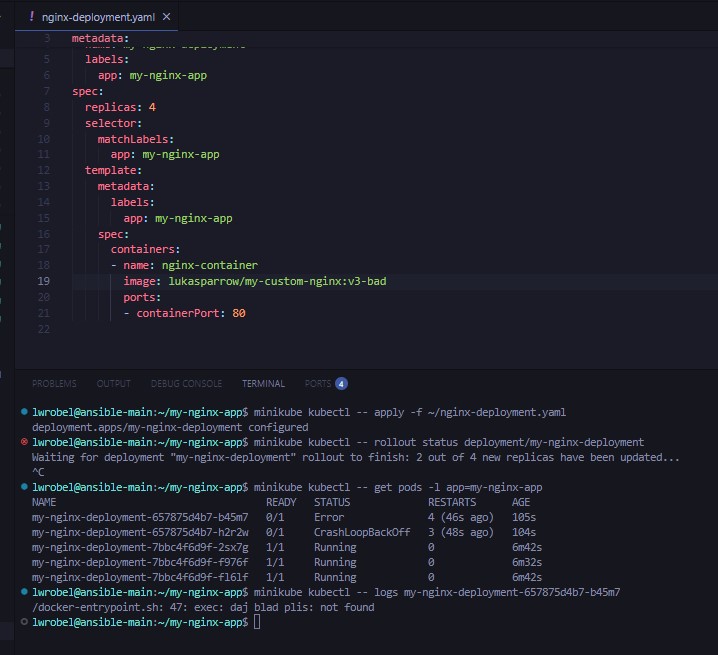 ! nginx-deployment.yaml ×
3 metadata:
5 labels:
6 app: my-nginx-app
7 spec:
8 replicas: 4
9 selector:
10 matchLabels:
11 app: my-nginx-app
12 template:
13 metadata:
14 labels:
15 app: my-nginx-app
16 spec:
17 containers:
18 - name: nginx-container
19 image: lukasparrow/my-custom-nginx:v3-bad
20 ports:
21 - containerPort: 80
22
PROBLEMS OUTPUT DEBUG CONSOLE TERMINAL PORTS 4
lwrobel@ansible-main:~/my-nginx-app$ minikube kubectl -- apply -f ~/nginx-deployment.yaml
deployment.apps/my-nginx-deployment configured
lwrobel@ansible-main:~/my-nginx-app$ minikube kubectl -- rollout status deployment/my-nginx-deployment
Waiting for deployment "my-nginx-deployment" rollout to finish: 2 out of 4 new replicas have been updated...
^C
lwrobel@ansible-main:~/my-nginx-app$ minikube kubectl -- get pods -l app=my-nginx-app
NAME READY STATUS RESTARTS AGE
my-nginx-deployment-657875d4b7-b45m7 0/1 Error 4 (46s ago) 105s
my-nginx-deployment-657875d4b7-h2r2w 0/1 CrashLoopBackOff 3 (48s ago) 104s
my-nginx-deployment-7bbc4f6d9f-2sx7g 1/1 Running 0 6m42s
my-nginx-deployment-7bbc4f6d9f-f976f 1/1 Running 0 6m32s
my-nginx-deployment-7bbc4f6d9f-fl6lf 1/1 Running 0 6m42s
lwrobel@ansible-main:~/my-nginx-app$ minikube kubectl -- logs my-nginx-deployment-657875d4b7-b45m7
/docker-entrypoint.sh: 47: exec: daj blad plis: not found
lwrobel@ansible-main:~/my-nginx-app$